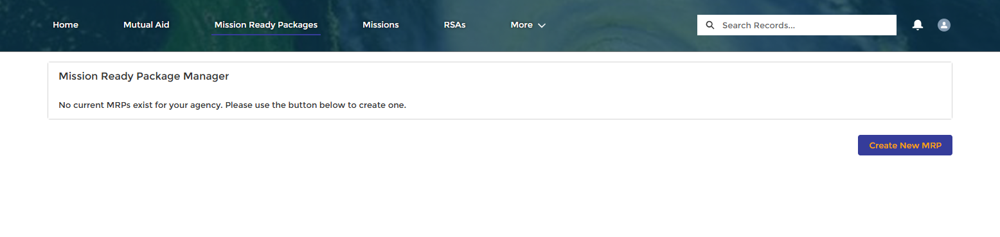 Home Mutual Aid Mission Ready Packages Missions RSAs More Search Records...
Mission Ready Package Manager
No current MRPs exist for your agency. Please use the button below to create one.
Create New MRP